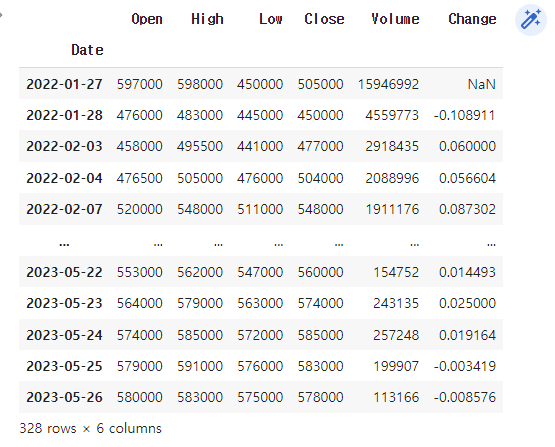 Open High Low Close Volume Change
Date
2022-01-27 597000 598000 450000 505000 15946992 NaN
2022-01-28 476000 483000 445000 450000 4559773 -0.108911
2022-02-03 458000 495500 441000 477000 2918435 0.060000
2022-02-04 476500 505000 476000 504000 2088996 0.056604
2022-02-07 520000 548000 511000 548000 1911176 0.087302
... ... ... ... ... ... ...
2023-05-22 553000 562000 547000 560000 154752 0.014493
2023-05-23 564000 579000 563000 574000 243135 0.025000
2023-05-24 574000 585000 572000 585000 257248 0.019164
2023-05-25 579000 591000 576000 583000 199907 -0.003419
2023-05-26 580000 583000 575000 578000 113166 -0.008576
328 rows × 6 columns